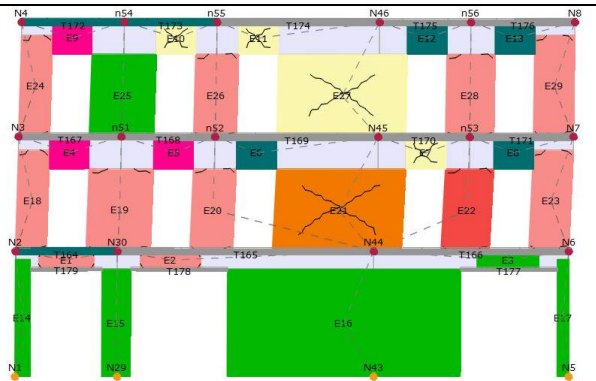 N4 n54 n55 N46 n56 N8
T172 T173 T174 T175 T176
E9 E10 E11 E12 E13
E24 E25 E26 E27 E28 E29
N3 n51 n52 N45 n53 N7
T167 T168 T169 T170 T171
E4 E5 E6 E7 E8
E18 E19 E20 E21 E22 E23
N2 N30 N44 N6
T164 T165 T166
E1 E2 E3
T179 T178 T177
E14 E15 E16 E17
N1 N29 N43 N5